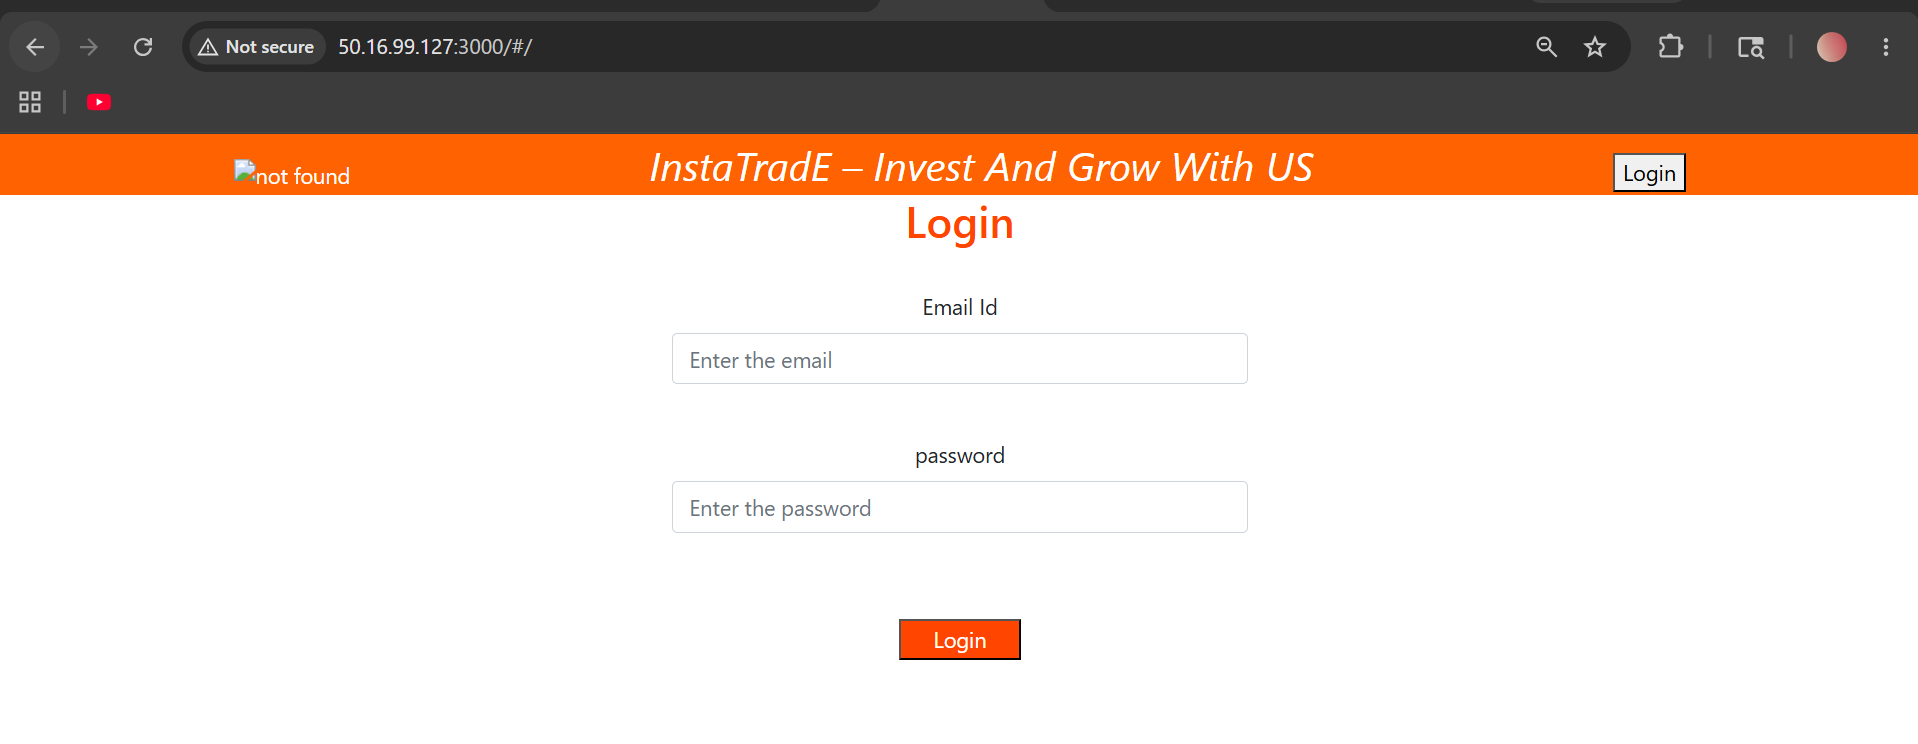 Not secure 50.16.99.127:3000/#/
not found
InstaTradE – Invest And Grow With US
Login
Login
Email Id
Enter the email
password
Enter the password
Login